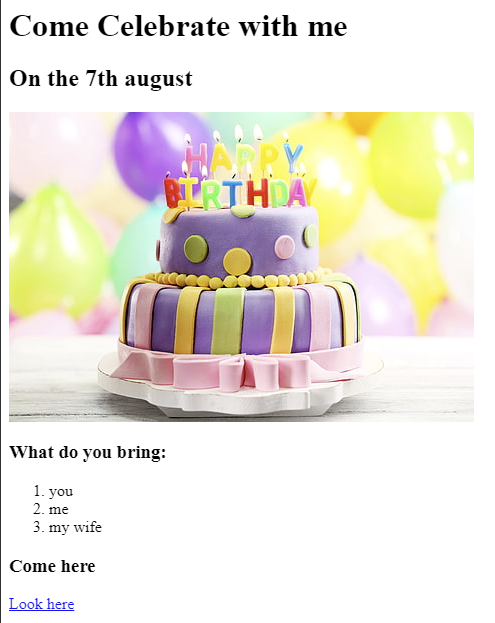 Come Celebrate with me
On the 7th august
HAPPY
BIRTHDAY
What do you bring:
1. you
2. me
3. my wife
Come here
Look here